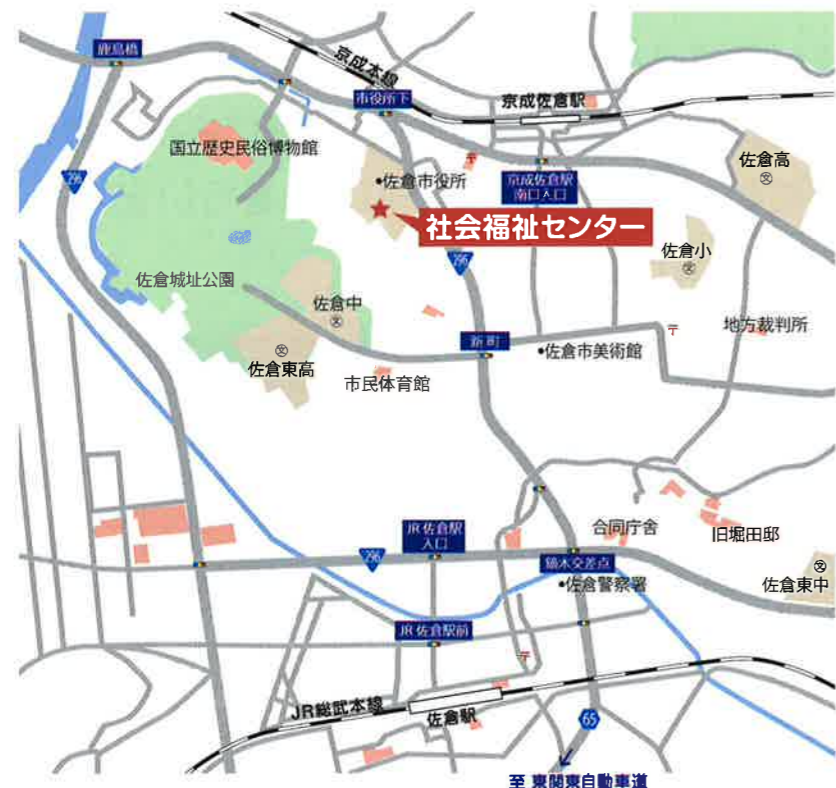 鹿島橋
京成本線
市役所下
京成佐倉駅
国立歴史民俗博物館
佐倉高
文
296
•佐倉市役所
〒
京成佐倉駅
南口入口
社会福祉センター
佐倉小
文
296
佐倉城址公園
佐倉中
文
〒
地方裁判所
新町
•佐倉市美術館
文
佐倉東高
市民体育館
JR佐倉駅
入口
合同庁舎
旧堀田邸
296
鏑木交差点
•佐倉警察署
文
佐倉東中
JR佐倉駅前
〒
JR総武本線
佐倉駅
65
至 東関東自動車道